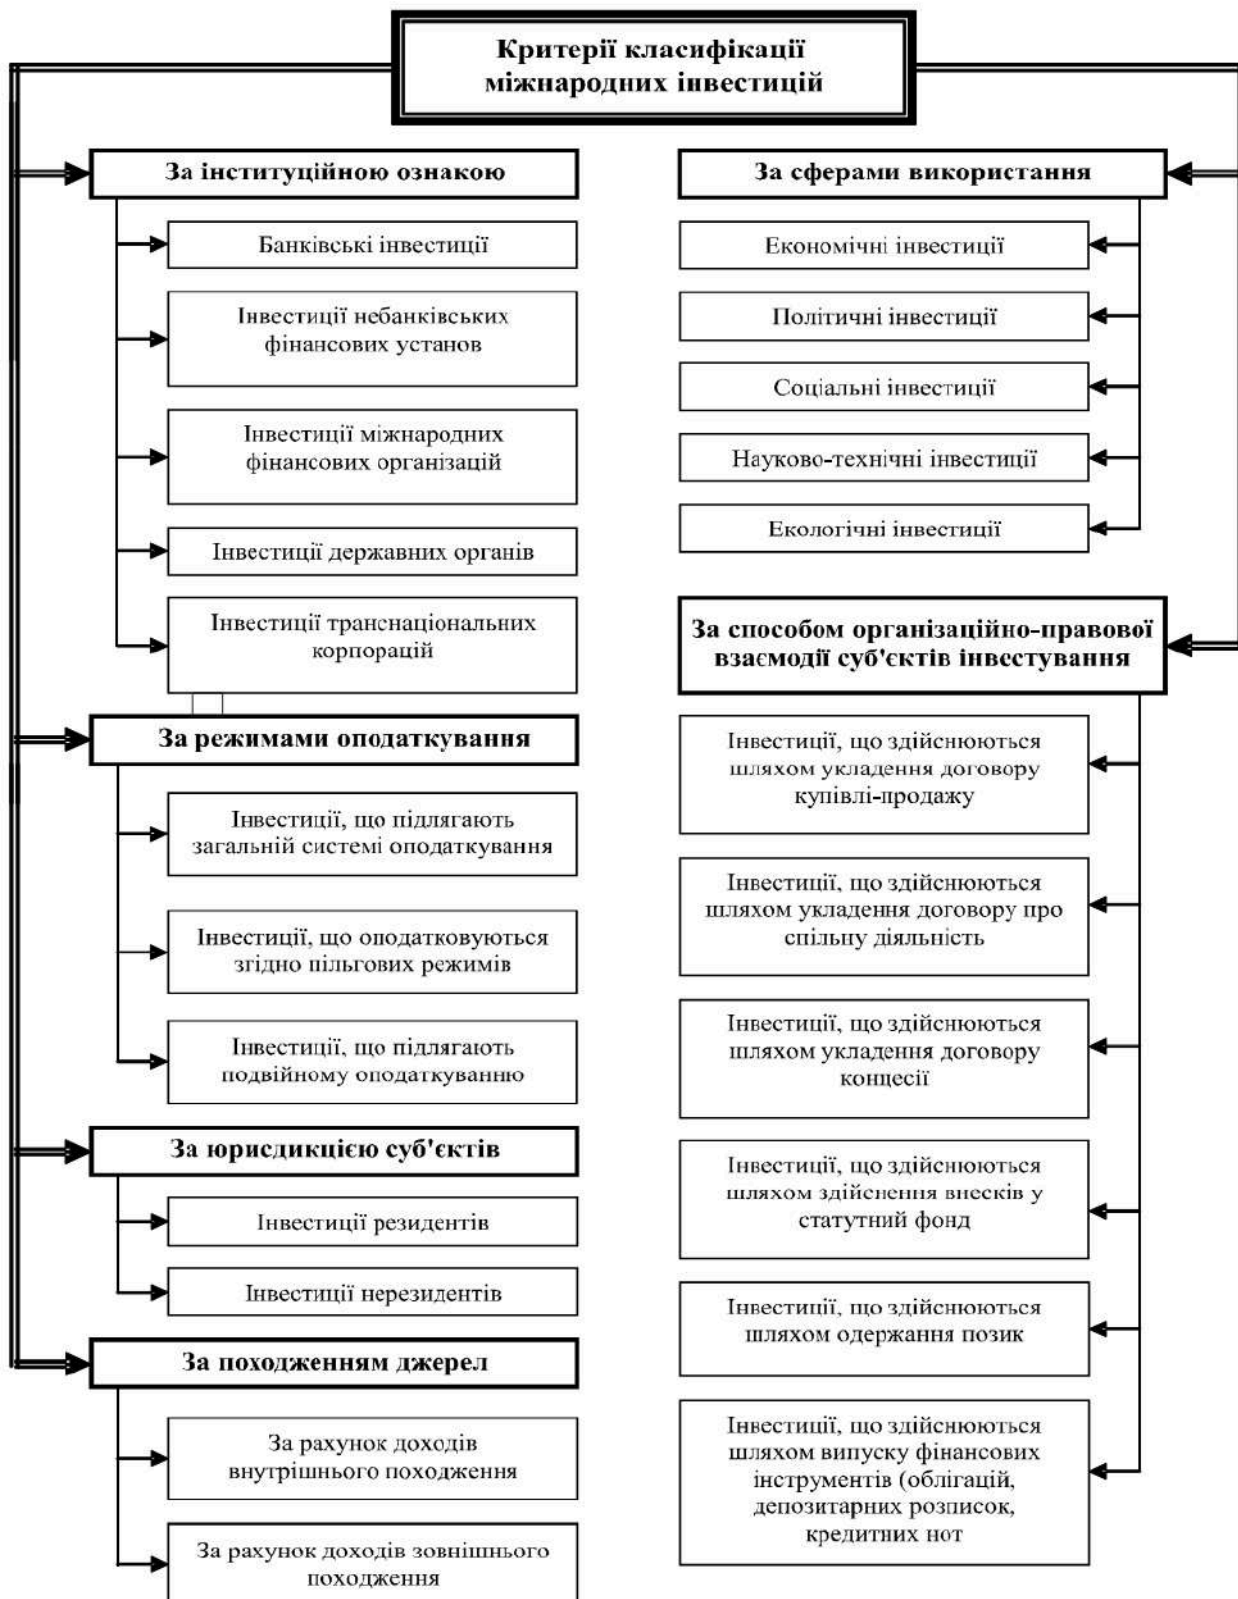 Критерії класифікації
міжнародних інвестицій
За інституційною ознакою
Банківські інвестиції
Інвестиції небанківських
фінансових установ
Інвестиції міжнародних
фінансових організацій
Інвестиції державних органів
Інвестиції транснаціональних
корпорацій
За режимами оподаткування
Інвестиції, що підлягають
загальній системі оподаткування
Інвестиції, що оподатковуються
згідно пільгових режимів
Інвестиції, що підлягають
подвійному оподаткуванню
За юрисдикцією суб'єктів
Інвестиції резидентів
Інвестиції нерезидентів
За походженням джерел
За рахунок доходів
внутрішнього походження
За рахунок доходів зовнішнього
походження
За сферами використання
Економічні інвестиції
Політичні інвестиції
Соціальні інвестиції
Науково-технічні інвестиції
Екологічні інвестиції
За способом організаційно-правової
взаємодії суб'єктів інвестування
Інвестиції, що здійснюються
шляхом укладення договору
купівлі-продажу
Інвестиції, що здійснюються
шляхом укладення договору про
спільну діяльність
Інвестиції, що здійснюються
шляхом укладення договору
концесії
Інвестиції, що здійснюються
шляхом здійснення внесків у
статутний фонд
Інвестиції, що здійснюються
шляхом одержання позик
Інвестиції, що здійснюються
шляхом випуску фінансових
інструментів (облігацій,
депозитарних розписок,
кредитних нот